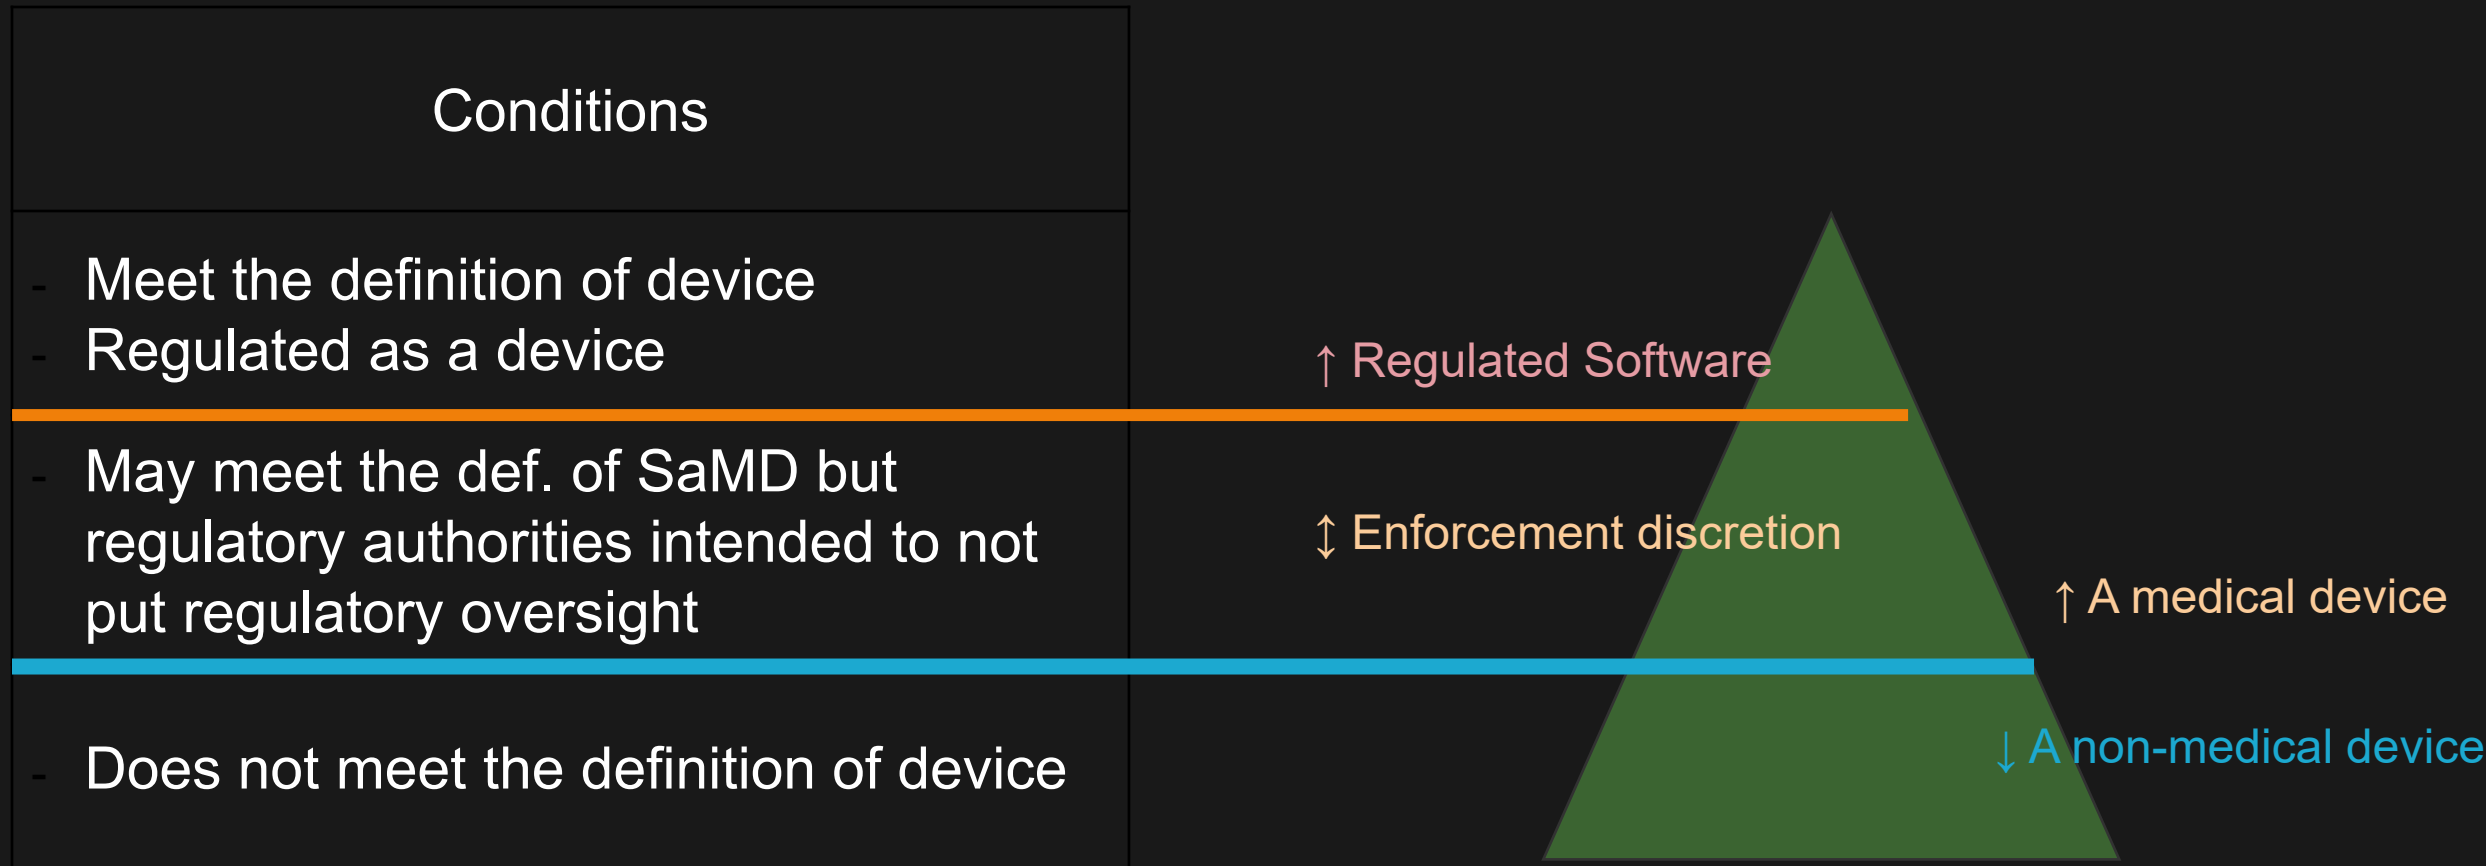 Conditions
- Meet the definition of device
- Regulated as a device
↑ Regulated Software
- May meet the def. of SaMD but
regulatory authorities intended to not
put regulatory oversight
↕ Enforcement discretion
↑ A medical device
- Does not meet the definition of device
↓ A non-medical device